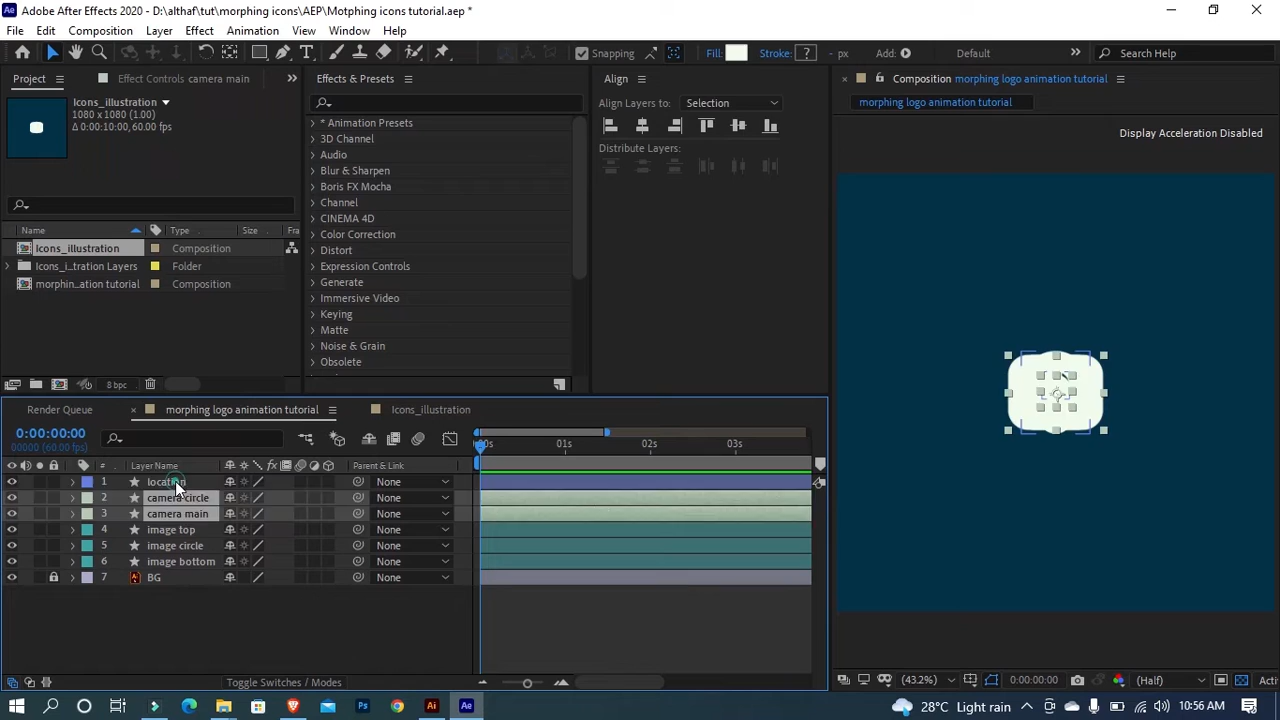 Adobe After Effects 2020 - D:\althaf\tut\morphing icons\AEP\Motphing icons tutorial.aep *
File Edit Composition Layer Effect Animation View Window Help
Snapping Fill: Stroke: ? - px Add: Default Search Help
Project Effect Controls camera main
Effects & Presets
Align
Composition morphing logo animation tutorial
Icons_illustration
1080 x 1080 (1.00)
Δ 0:00:10:00, 60.00 fps
Align Layers to: Selection
morphing logo animation tutorial
* Animation Presets
3D Channel
Audio
Blur & Sharpen
Boris FX Mocha
Channel
CINEMA 4D
Color Correction
Distort
Expression Controls
Generate
Immersive Video
Keying
Matte
Noise & Grain
Obsolete
Distribute Layers:
Display Acceleration Disabled
Name Type Size Fra
Icons_illustration Composition
Icons_i...tration Layers Folder
morphin...ation tutorial Composition
8 bpc
Render Queue morphing logo animation tutorial Icons_illustration
0:00:00:00
00000 (60.00 fps)
01s 02s 03s
# Layer Name Parent & Link
1 location None
2 camera circle None
3 camera main None
4 image top None
5 image circle None
6 image bottom None
7 BG None
Toggle Switches / Modes
(43.2%) 0:00:00:00 (Half) Acti
Ps Ai Ae 28°C Light rain 10:56 AM